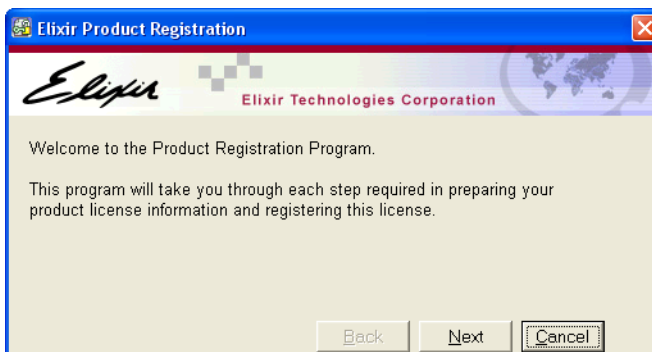 Elixir Product Registration
Elixir
Elixir Technologies Corporation
Welcome to the Product Registration Program.
This program will take you through each step required in preparing your
product license information and registering this license.
Back Next Cancel